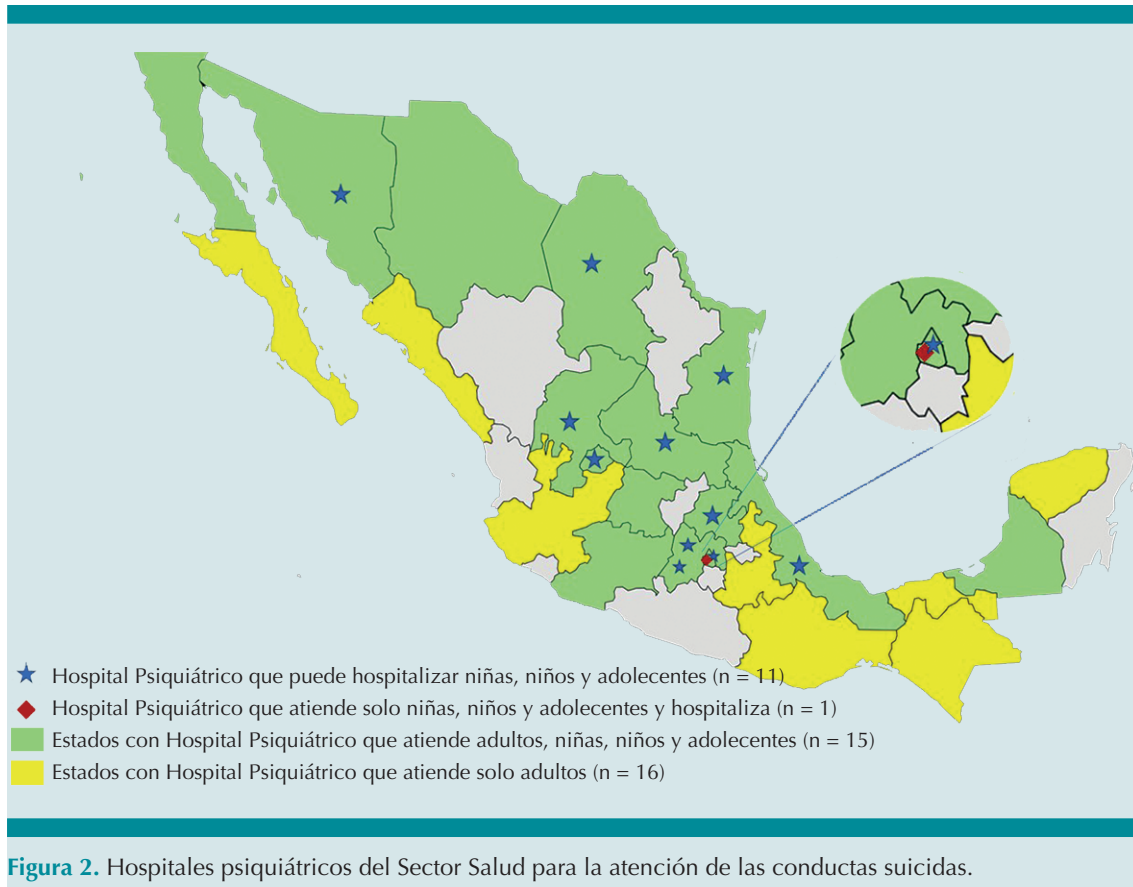 Hospital Psiquiátrico que puede hospitalizar niñas, niños y adolecentes (n = 11)
Hospital Psiquiátrico que atiende solo niñas, niños y adolecentes y hospitaliza (n = 1)
Estados con Hospital Psiquiátrico que atiende adultos, niñas, niños y adolecentes (n = 15)
Estados con Hospital Psiquiátrico que atiende solo adultos (n = 16)
Figura 2. Hospitales psiquiátricos del Sector Salud para la atención de las conductas suicidas.